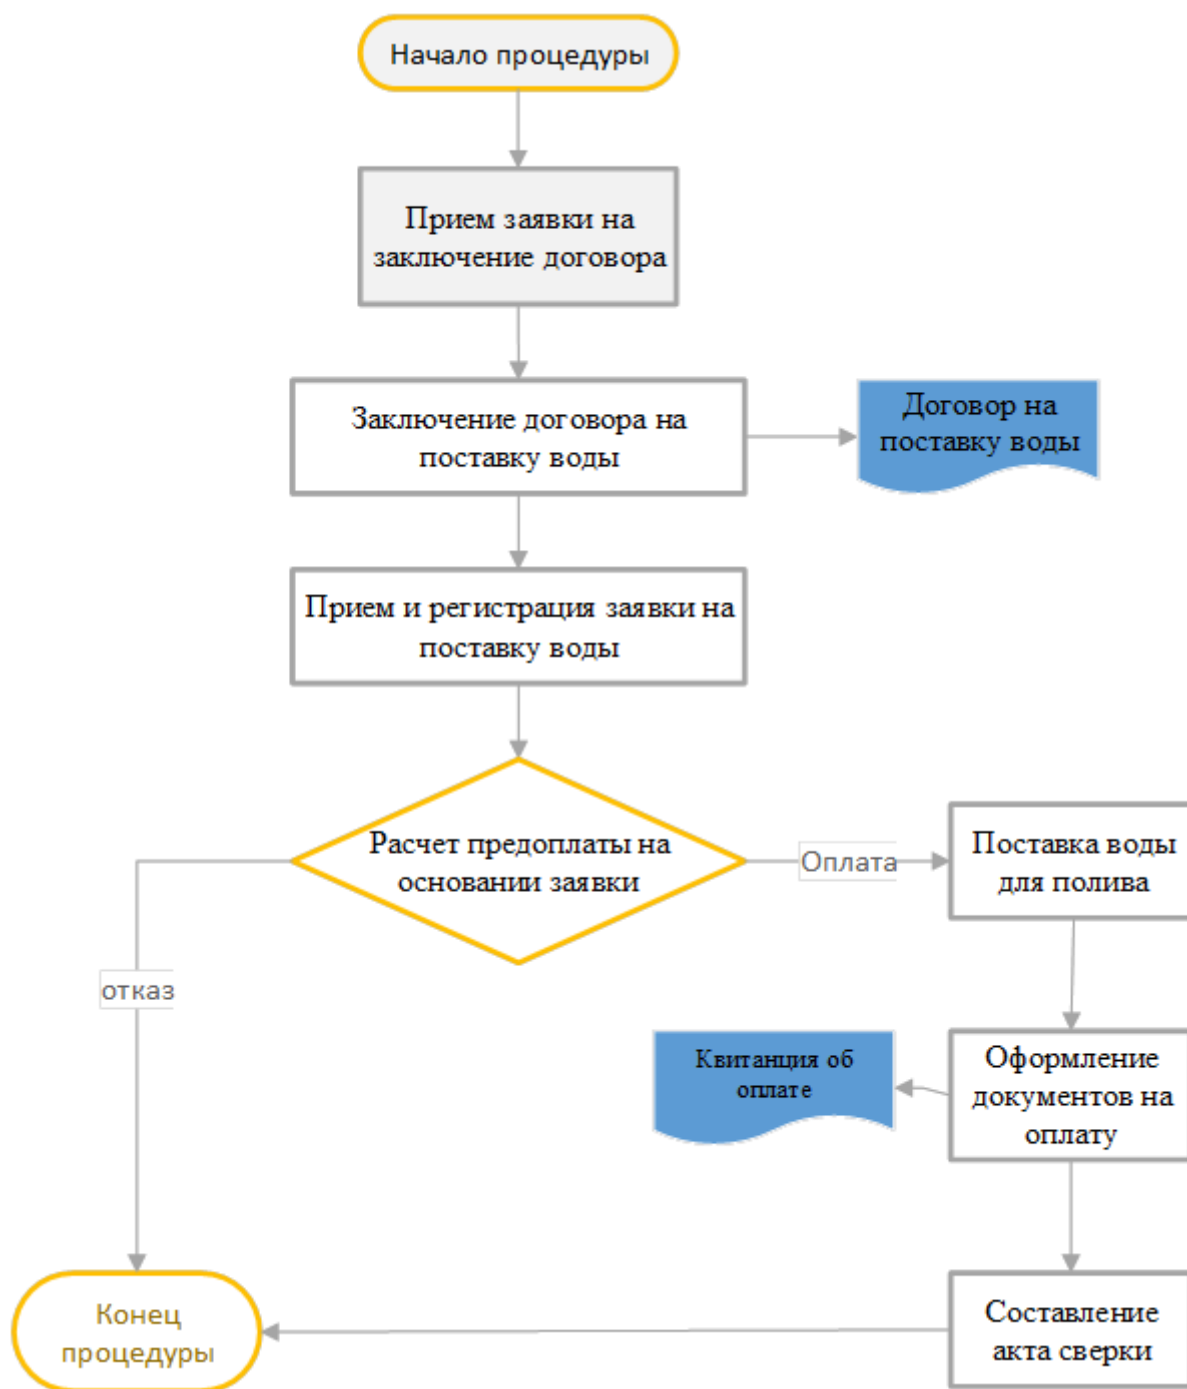 Начало процедуры
Прием заявки на
заключение договора
Заключение договора на
поставку воды
Договор на
поставку воды
Прием и регистрация заявки на
поставку воды
Расчет предоплаты на
основании заявки
Оплата
Поставка воды
для полива
отказ
Квитанция об
оплате
Оформление
документов на
оплату
Конец
процедуры
Составление
акта сверки